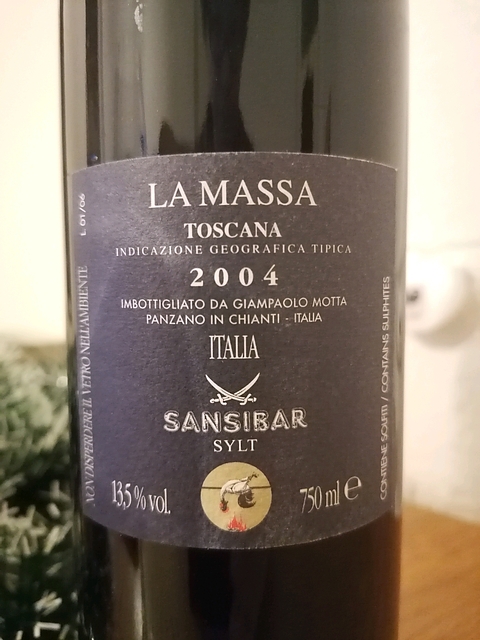 LA MASSA
TOSCANA
INDICAZIONE GEOGRAFICA TIPICA
2004
IMBOTTIGLIATO DA GIAMPAOLO MOTTA
PANZANO IN CHIANTI - ITALIA
ITALIA
SANSIBAR
SYLT
13,5% vol.
750 ml e
L 01/06
NON DISPERDERE IL VETRO NELL'AMBIENTE
CONTIENE SOLFITI / CONTAINS SULPHITES